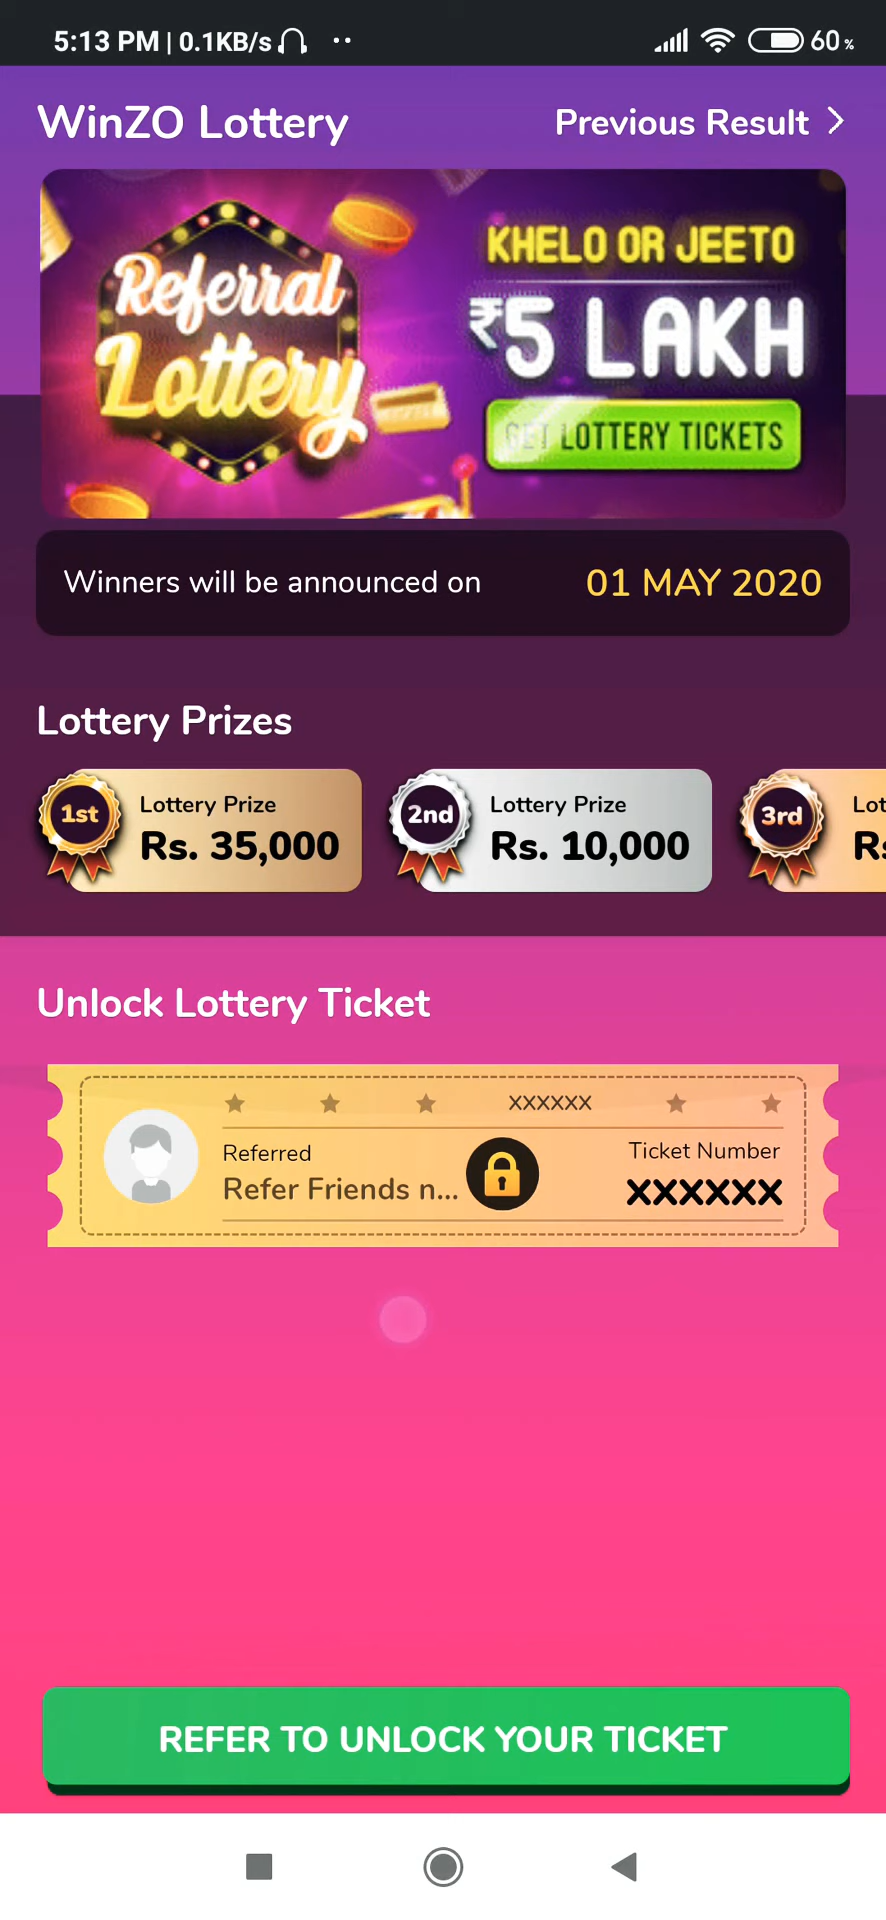 5:13 PM | 0.1KB/s
60%
WinZO Lottery
Previous Result
Referral
Lottery
KHELO OR JEETO
₹5 LAKH
GET LOTTERY TICKETS
Winners will be announced on
01 MAY 2020
Lottery Prizes
1st
Lottery Prize
Rs. 35,000
2nd
Lottery Prize
Rs. 10,000
3rd
Lot
Rs
Unlock Lottery Ticket
XXXXXX
Referred
Refer Friends n...
Ticket Number
XXXXXX
REFER TO UNLOCK YOUR TICKET